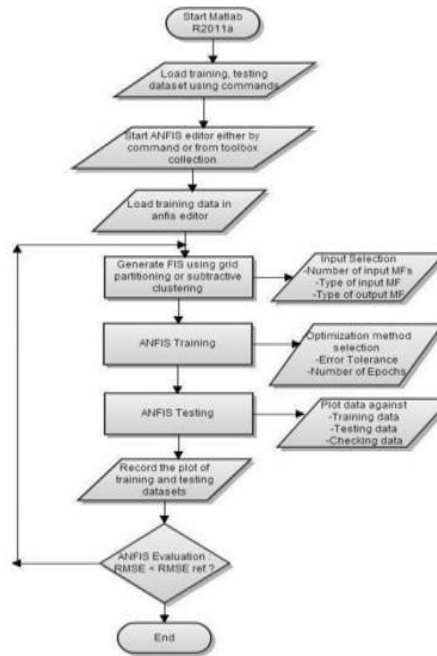 Start Matlab
R2011a
Load training, testing
dataset using commands
Start ANFIS editor either by
command or from toolbox
collection
Load training data in
anfis editor
Generate FIS using grid
partitioning or subtractive
clustering
Input Selection
-Number of input MFs
-Type of input MF
-Type of output MF
ANFIS Training
Optimization method
selection
-Error Tolerance
-Number of Epochs
ANFIS Testing
Plot data against
-Training data
-Testing data
-Checking data
Record the plot of
training and testing
datasets
ANFIS Evaluation :
RMSE < RMSE ref ?
End